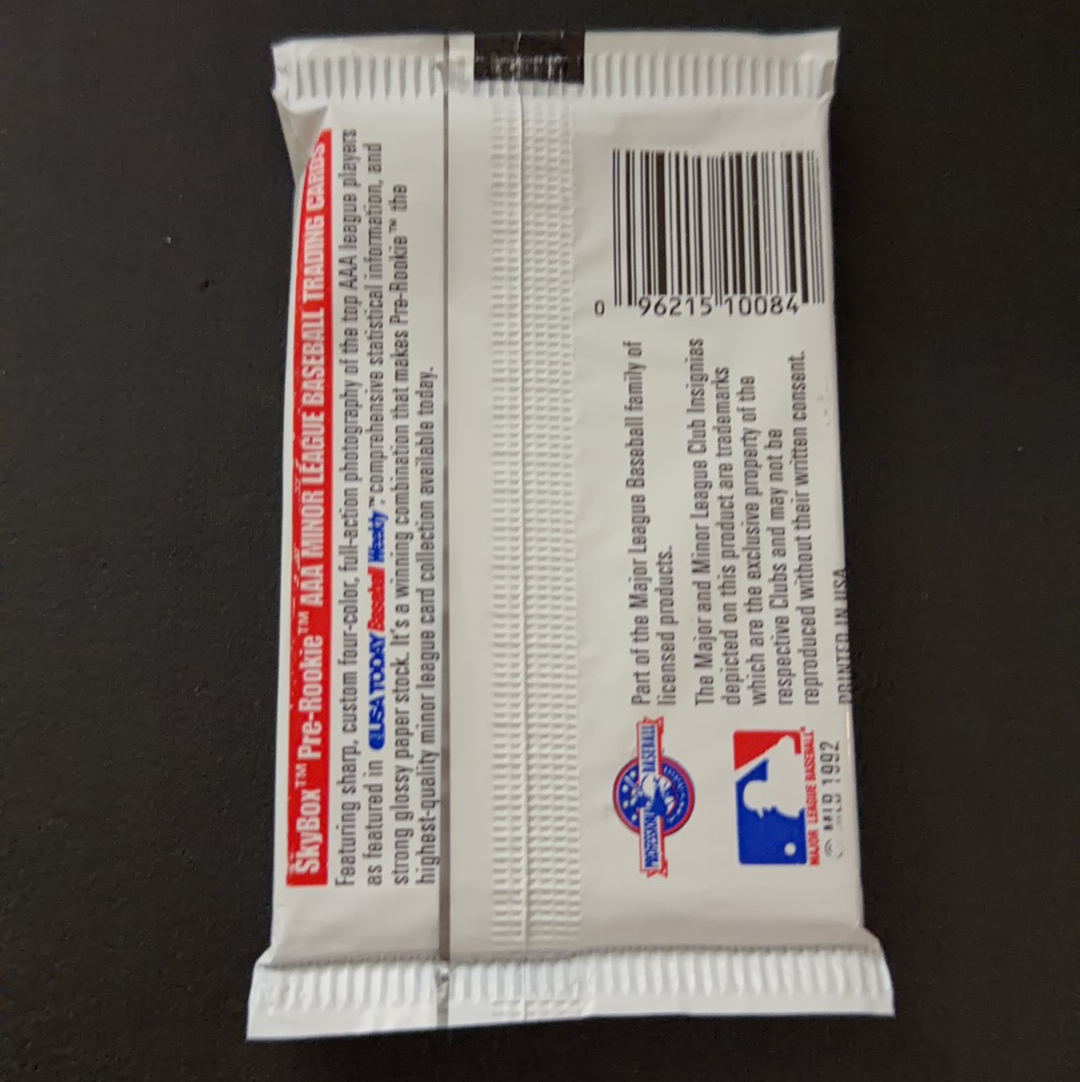 SkyBox™ Pre-Rookie™ AAA MINOR LEAGUE BASEBALL TRADING CARDS
Featuring sharp, custom four-color, full-action photography of the top AAA league players
as featured in USA TODAY Baseball Weekly™, comprehensive statistical information, and
strong glossy paper stock. It's a winning combination that makes Pre-Rookie™ the
highest-quality minor league card collection available today.
0 96215 10084
PROFESSIONAL BASEBALL
Part of the Major League Baseball family of
licensed products.
The Major and Minor League Club Insignias
depicted on this product are trademarks
which are the exclusive property of the
respective Clubs and may not be
reproduced without their written consent.
MAJOR LEAGUE BASEBALL
© MLB 1992
PRINTED IN USA